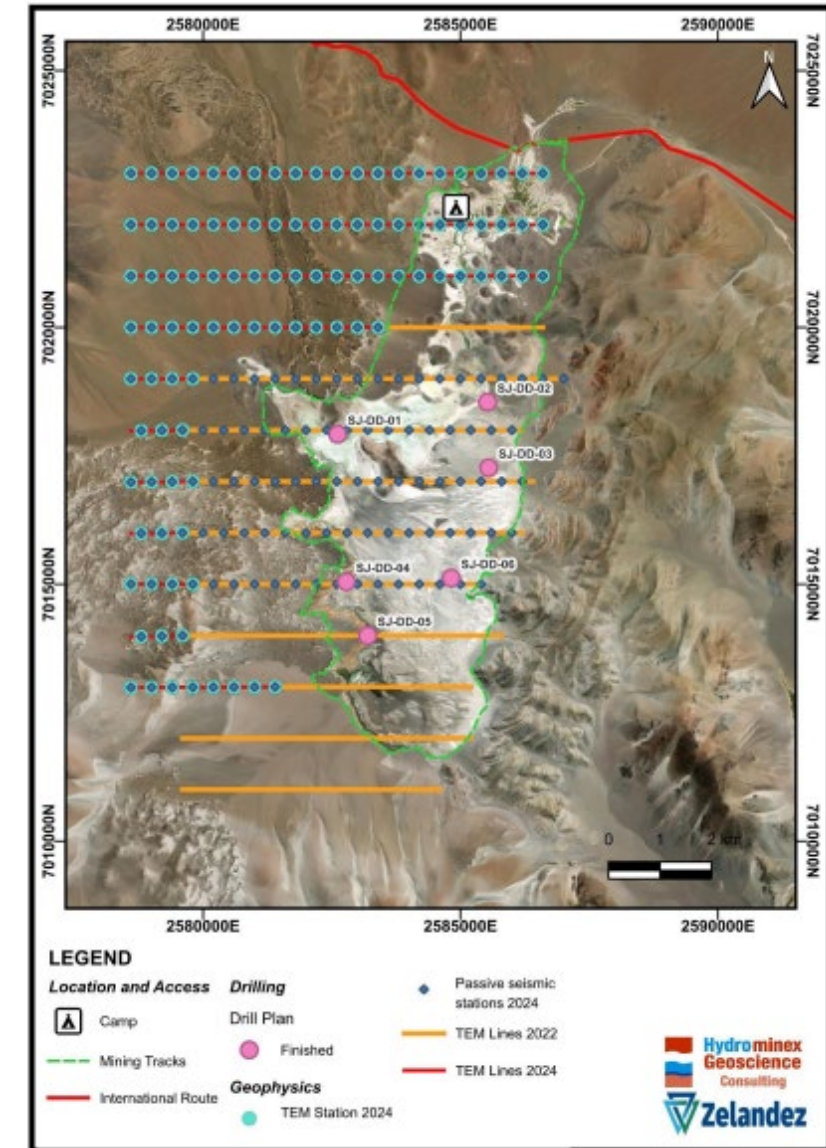 2580000E 2585000E 2590000E
7025000N 7025000N
N
7020000N 7020000N
SJ-DD-02
SJ-DD-01
SJ-DD-03
7015000N 7015000N
SJ-DD-04 SJ-DD-06
SJ-DD-05
7010000N 7010000N
0 1 2 km
2580000E 2585000E 2590000E
LEGEND
Location and Access
Camp
Mining Tracks
International Route
Drilling
Drill Plan
Finished
Geophysics
TEM Station 2024
Passive seismic
stations 2024
TEM Lines 2022
TEM Lines 2024
Hydrominex
Geoscience
Consulting
Zelandez